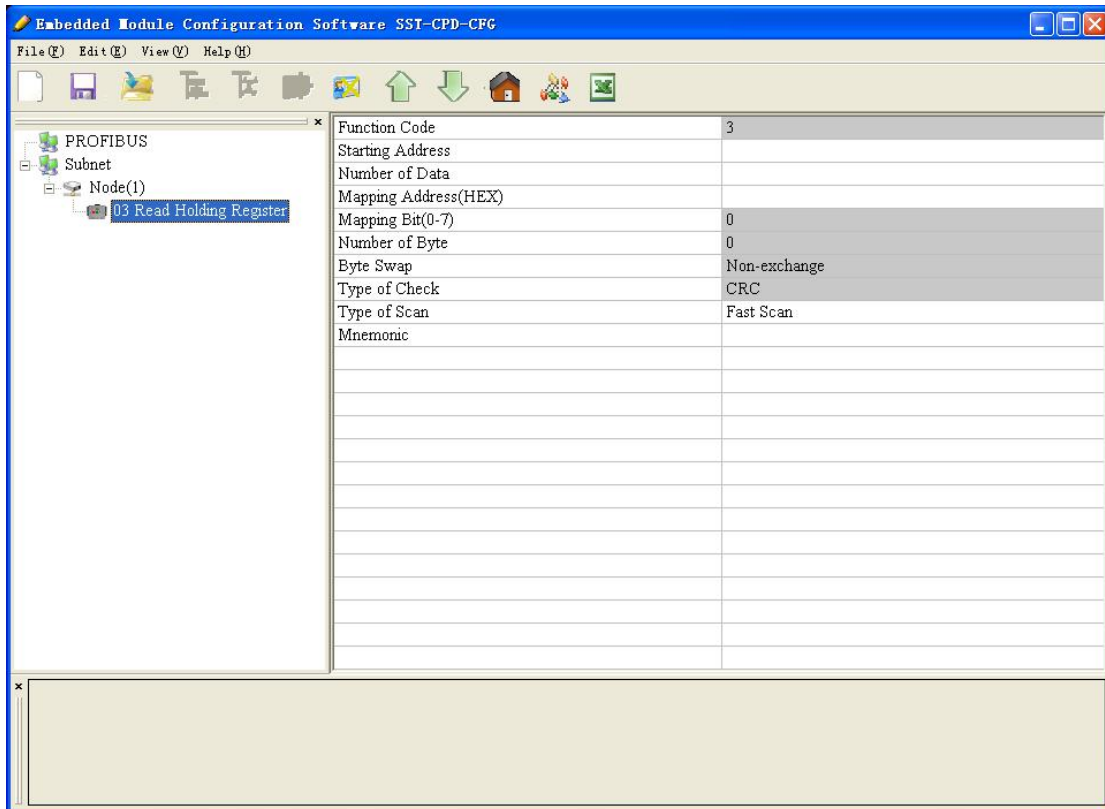 Embedded Module Configuration Software SST-CPD-CFG
File(F) Edit(E) View(V) Help(H)
PROFIBUS
Subnet
Node(1)
03 Read Holding Register
Function Code 3
Starting Address
Number of Data
Mapping Address(HEX)
Mapping Bit(0-7) 0
Number of Byte 0
Byte Swap Non-exchange
Type of Check CRC
Type of Scan Fast Scan
Mnemonic